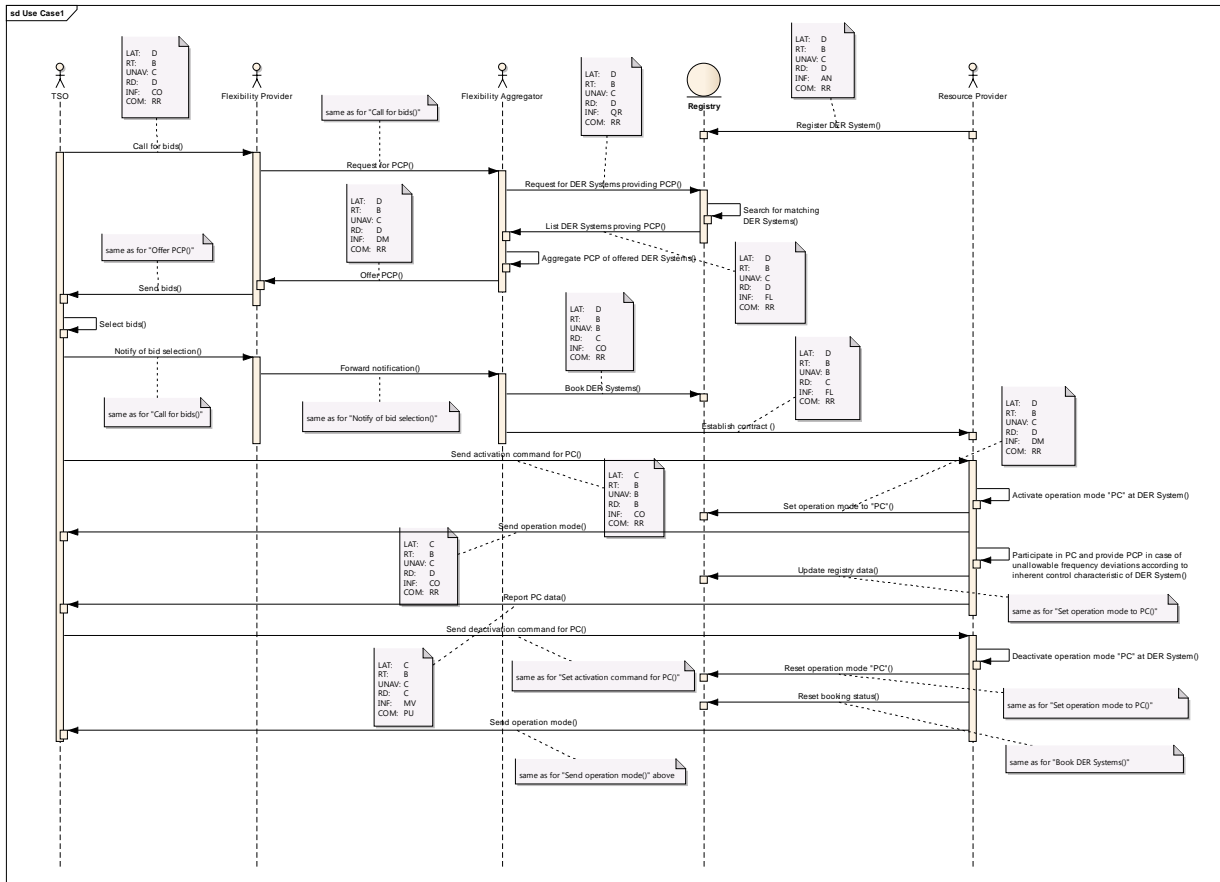 sd Use Case1
LAT: D
RT: B
UNAV: C
RD: D
INF: CO
COM: RR
LAT: D
RT: B
UNAV: C
RD: D
INF: QR
COM: RR
LAT: D
RT: B
UNAV: C
RD: D
INF: AN
COM: RR
TSO
Flexibility Provider
Flexibility Aggregator
Registry
Resource Provider
same as for "Call for bids()"
Register DER System()
Call for bids()
Request for PCP()
Request for DER Systems providing PCP()
LAT: D
RT: B
UNAV: C
RD: D
INF: DM
COM: RR
Search for matching
DER Systems()
List DER Systems proving PCP()
same as for "Offer PCP()"
Aggregate PCP of offered DER Systems()
LAT: D
RT: B
UNAV: C
RD: D
INF: FL
COM: RR
Offer PCP()
Send bids()
LAT: D
RT: B
UNAV: B
RD: C
INF: CO
COM: RR
Select bids()
Notify of bid selection()
LAT: D
RT: B
UNAV: B
RD: C
INF: FL
COM: RR
Forward notification()
Book DER Systems()
same as for "Call for bids()"
same as for "Notify of bid selection()"
LAT: D
RT: B
UNAV: C
RD: D
INF: DM
COM: RR
Establish contract ()
Send activation command for PC()
LAT: C
RT: B
UNAV: B
RD: B
INF: CO
COM: RR
Activate operation mode "PC" at DER System()
Set operation mode to "PC"()
Send operation mode()
LAT: C
RT: B
UNAV: C
RD: D
INF: CO
COM: RR
Participate in PC and provide PCP in case of
unallowable frequency deviations according to
inherent control characteristic of DER System()
Update registry data()
Report PC data()
same as for "Set operation mode to PC()"
Send deactivation command for PC()
LAT: C
RT: B
UNAV: C
RD: C
INF: MV
COM: PU
Deactivate operation mode "PC" at DER System()
same as for "Set activation command for PC()"
Reset operation mode "PC"()
same as for "Set operation mode to PC()"
Reset booking status()
Send operation mode()
same as for "Book DER Systems()"
same as for "Send operation mode()" above